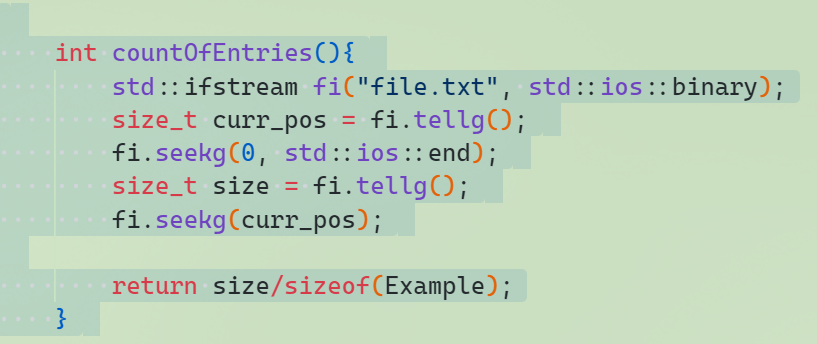 int countOfEntries(){
std::ifstream fi("file.txt", std::ios::binary);
size_t curr_pos = fi.tellg();
fi.seekg(0, std::ios::end);
size_t size = fi.tellg();
fi.seekg(curr_pos);
return size/sizeof(Example);
}